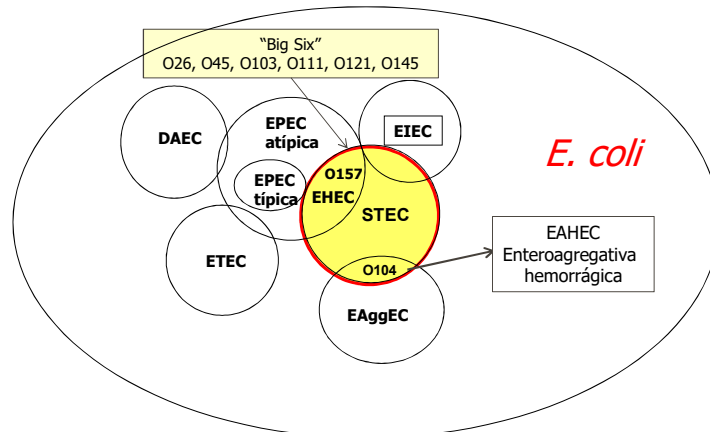 “Big Six”
O26, O45, O103, O111, O121, O145
DAEC
EPEC
atípica
EIEC
E. coli
EPEC
típica
O157
EHEC
STEC
ETEC
O104
EAHEC
Enteroagregativa
hemorrágica
EAggEC